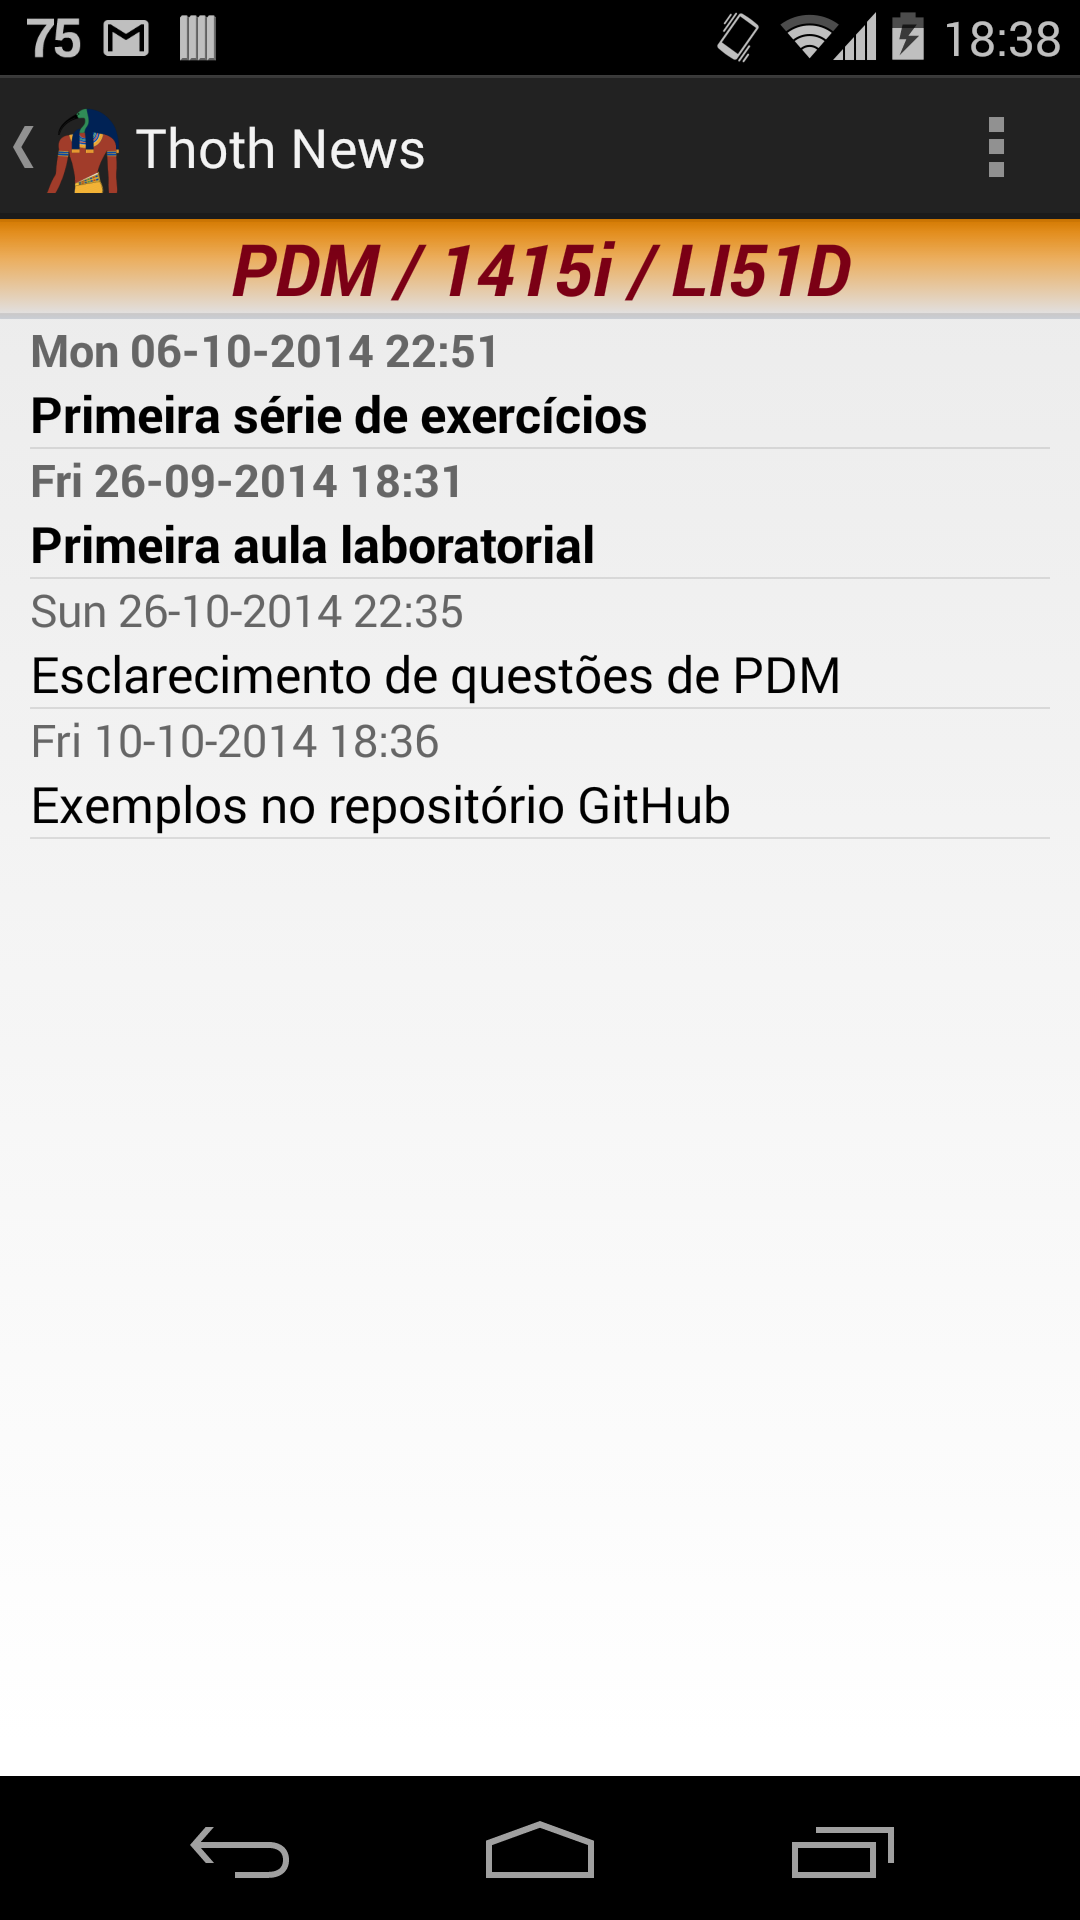 75
18:38
Thoth News
PDM / 1415i / LI51D
Mon 06-10-2014 22:51
Primeira série de exercícios
Fri 26-09-2014 18:31
Primeira aula laboratorial
Sun 26-10-2014 22:35
Esclarecimento de questões de PDM
Fri 10-10-2014 18:36
Exemplos no repositório GitHub